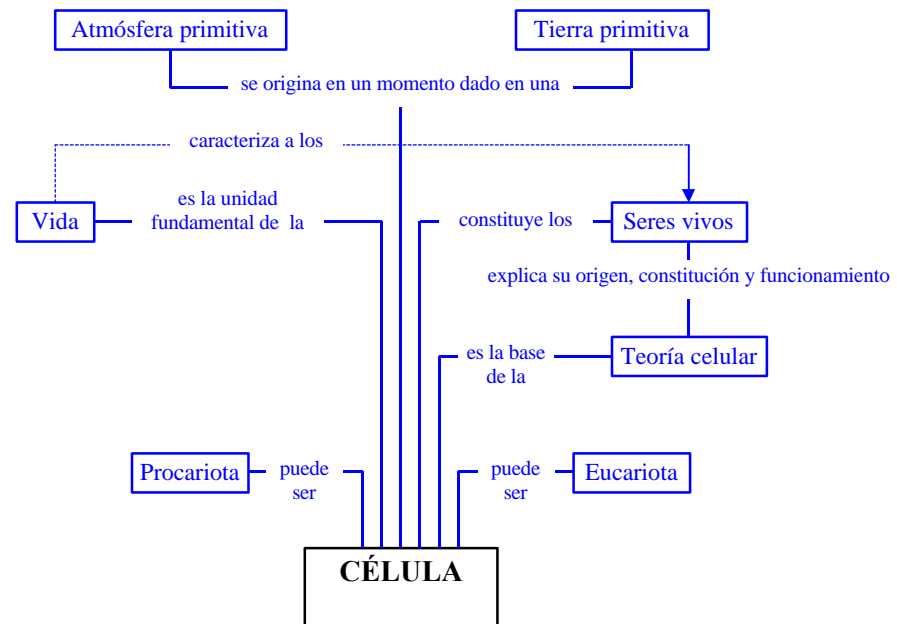 Atmósfera primitiva
Tierra primitiva
se origina en un momento dado en una
caracteriza a los
Vida
es la unidad
fundamental de la
constituye los
Seres vivos
explica su origen, constitución y funcionamiento
es la base
de la
Teoría celular
Procariota
puede
ser
puede
ser
Eucariota
CÉLULA